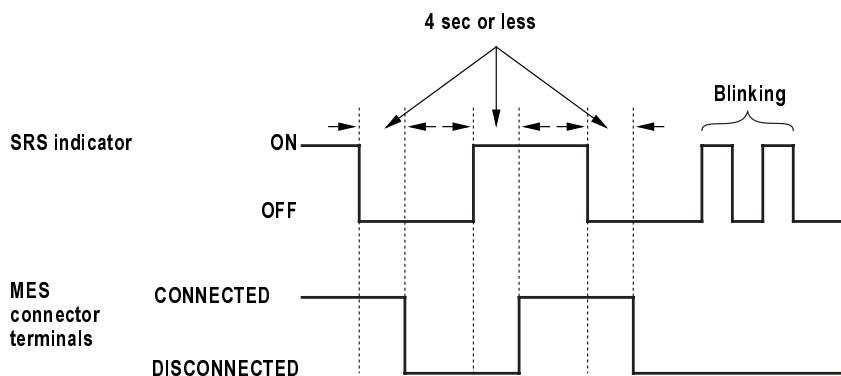 4 sec or less
Blinking
SRS indicator
ON
OFF
MES
connector
terminals
CONNECTED
DISCONNECTED